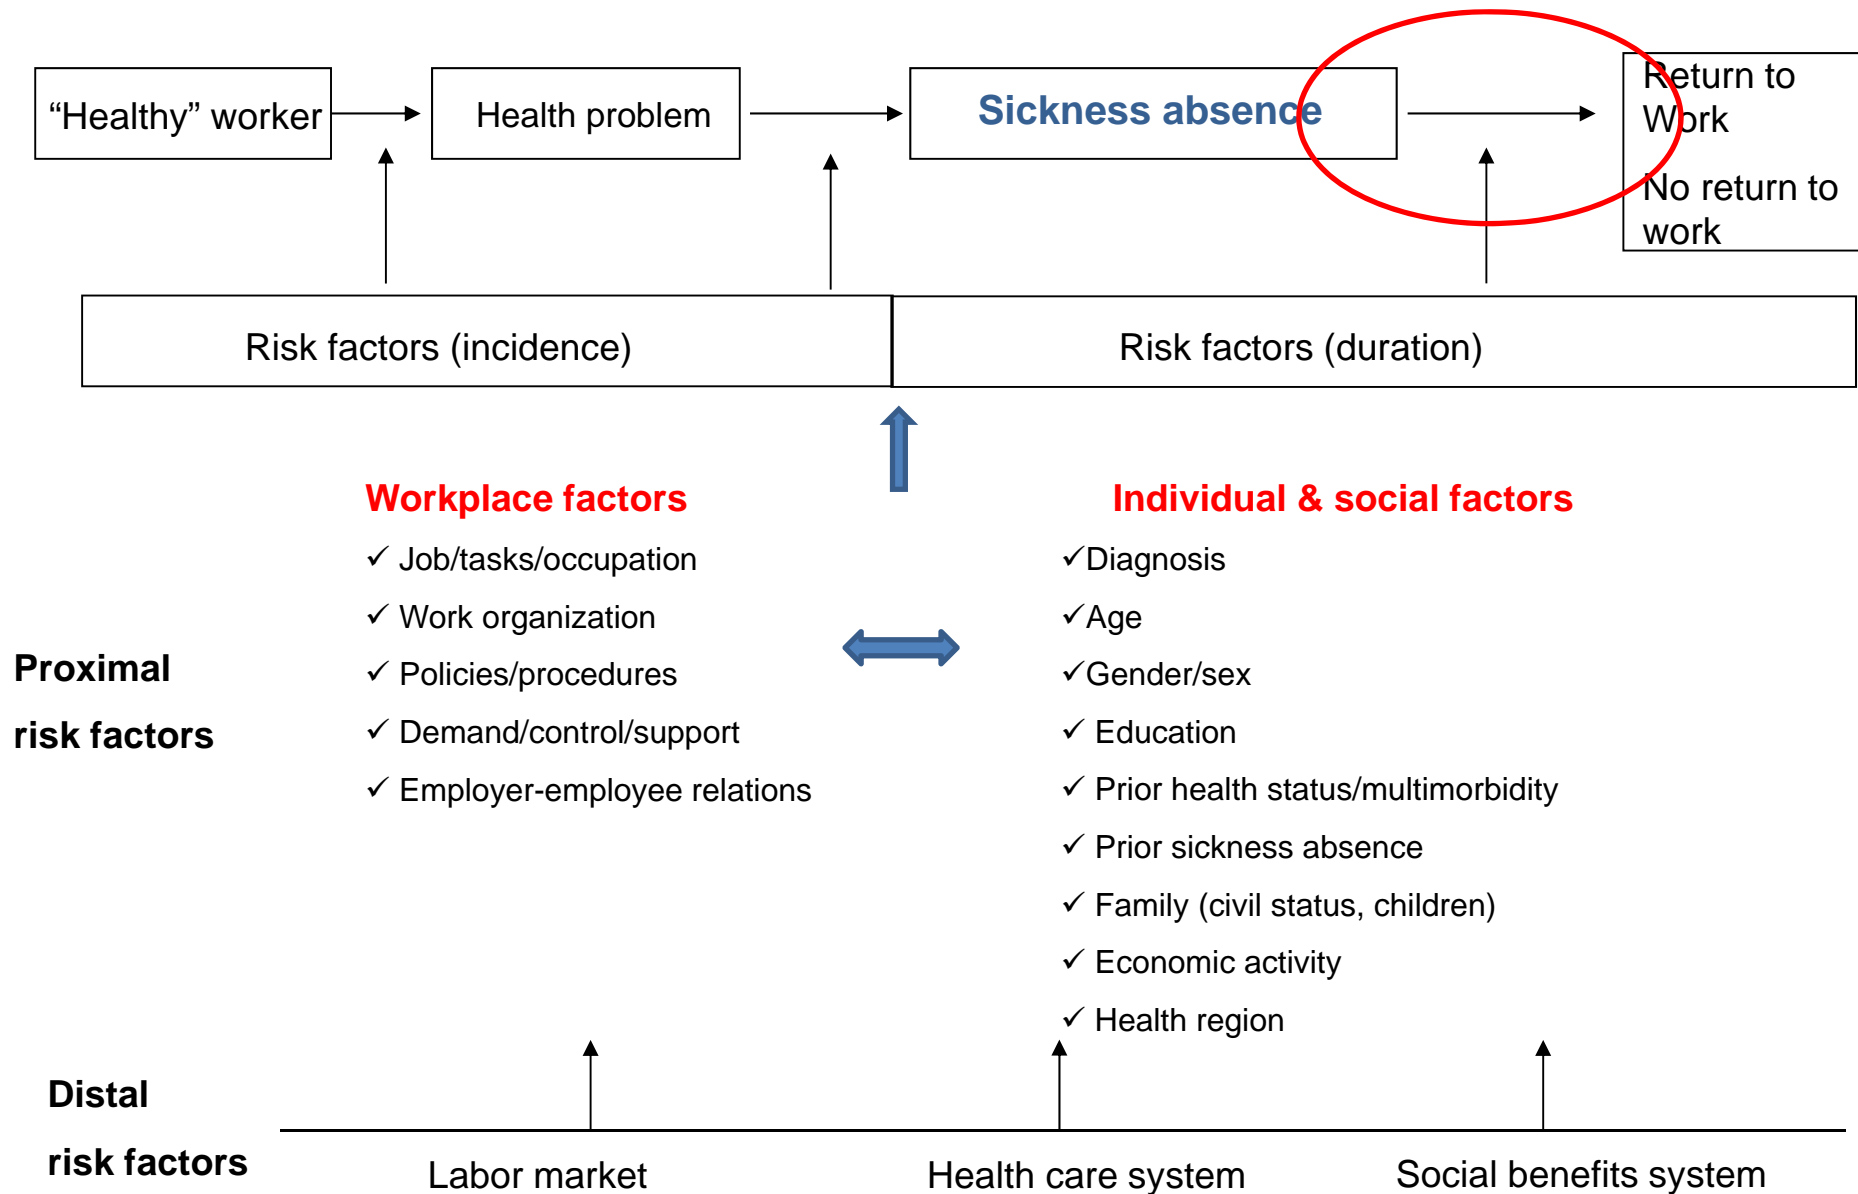 “Healthy” worker
Health problem
Sickness absence
Return to
Work
No return to
work
Risk factors (incidence)
Risk factors (duration)
Workplace factors
✓ Job/tasks/occupation
✓ Work organization
✓ Policies/procedures
✓ Demand/control/support
✓ Employer-employee relations
Individual & social factors
✓Diagnosis
✓Age
✓Gender/sex
✓ Education
✓ Prior health status/multimorbidity
✓ Prior sickness absence
✓ Family (civil status, children)
✓ Economic activity
✓ Health region
Proximal
risk factors
Distal
risk factors
Labor market
Health care system
Social benefits system